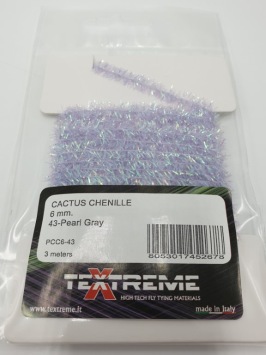 CACTUS CHENILLE
6 mm.
43-Pearl Gray
PCC6-43
3 meters
6053017452678
TEXTREME
HIGH TECH FLY TYING MATERIALS
www.textreme.it
made in Italy